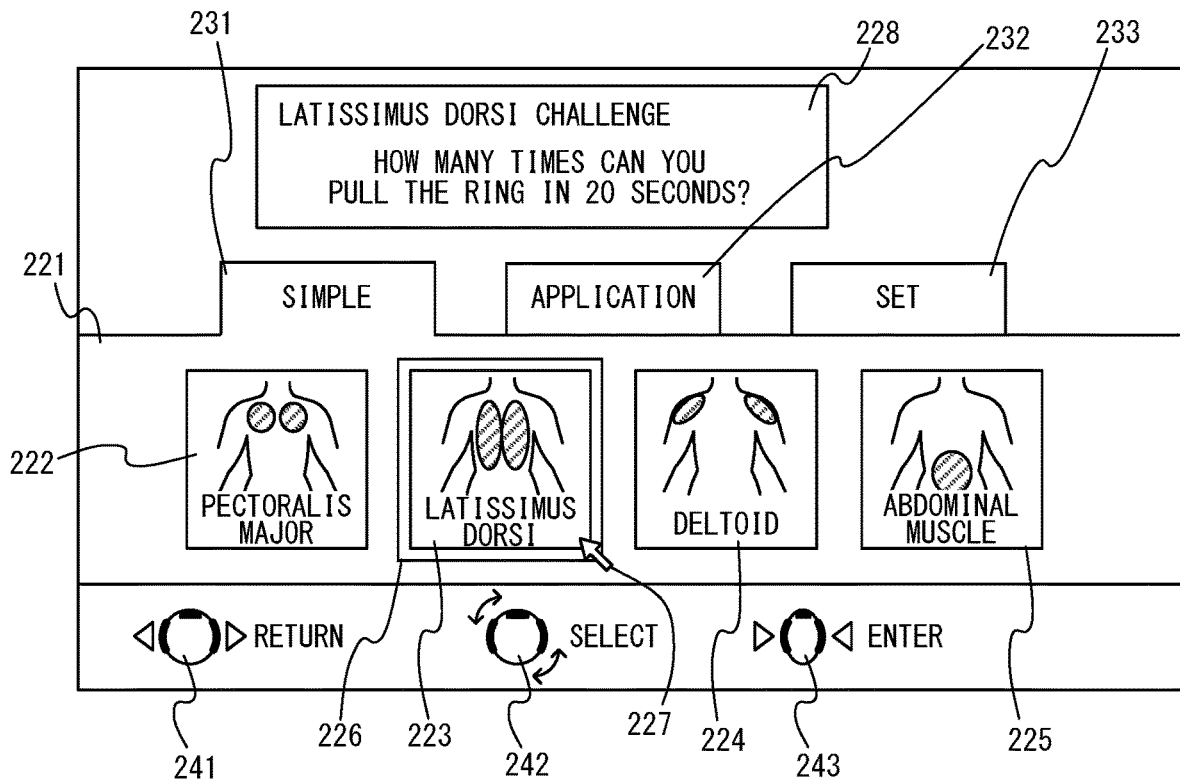 231
228
232
233
LATISSIMUS DORSI CHALLENGE
HOW MANY TIMES CAN YOU
PULL THE RING IN 20 SECONDS?
221
SIMPLE
APPLICATION
SET
222
PECTORALIS
MAJOR
LATISSIMUS
DORSI
DELTOID
ABDOMINAL
MUSCLE
RETURN
SELECT
ENTER
241
226
223
242
227
224
243
225